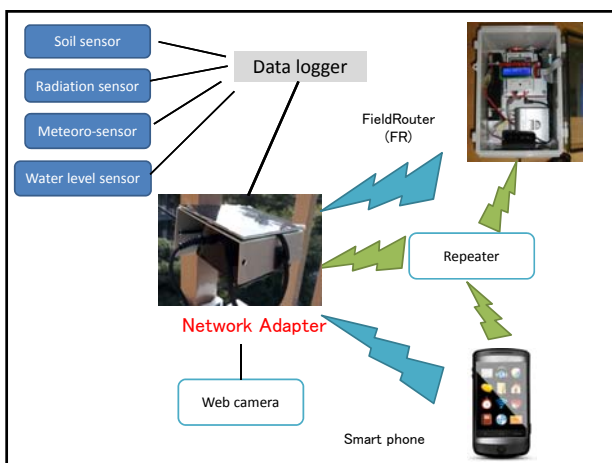 Soil sensor
Radiation sensor
Meteoro-sensor
Water level sensor
Data logger
FieldRouter
(FR)
Repeater
Network Adapter
Web camera
Smart phone